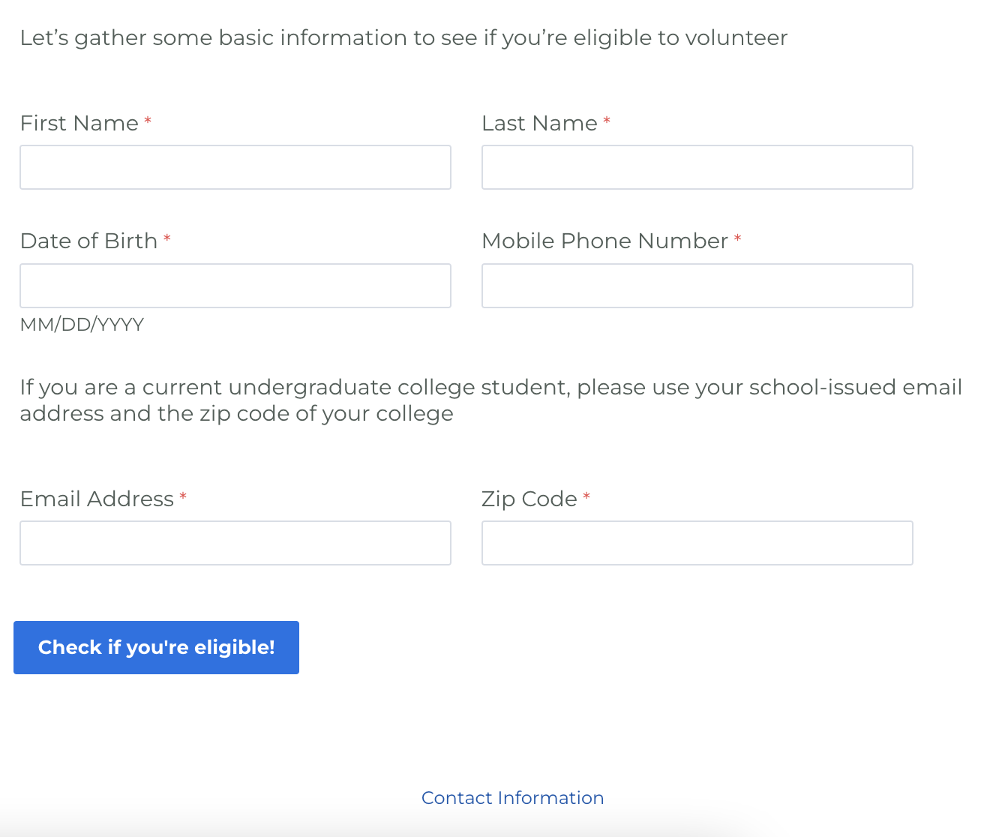 Let’s gather some basic information to see if you’re eligible to volunteer
First Name *
Last Name *
Date of Birth *
Mobile Phone Number *
MM/DD/YYYY
If you are a current undergraduate college student, please use your school-issued email
address and the zip code of your college
Email Address *
Zip Code *
Check if you're eligible!
Contact Information